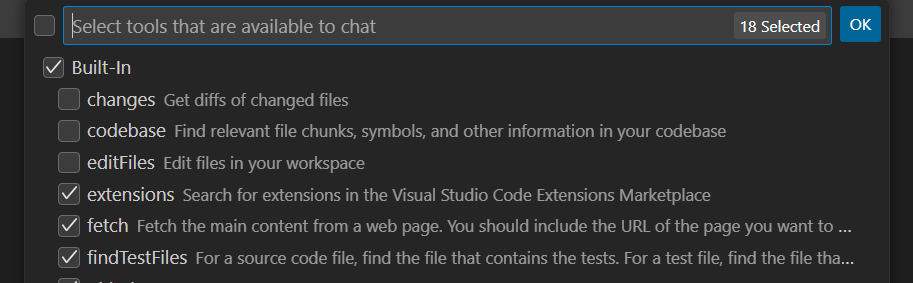 Select tools that are available to chat 18 Selected OK
Built-In
changes Get diffs of changed files
codebase Find relevant file chunks, symbols, and other information in your codebase
editFiles Edit files in your workspace
extensions Search for extensions in the Visual Studio Code Extensions Marketplace
fetch Fetch the main content from a web page. You should include the URL of the page you want to ...
findTestFiles For a source code file, find the file that contains the tests. For a test file, find the file tha...